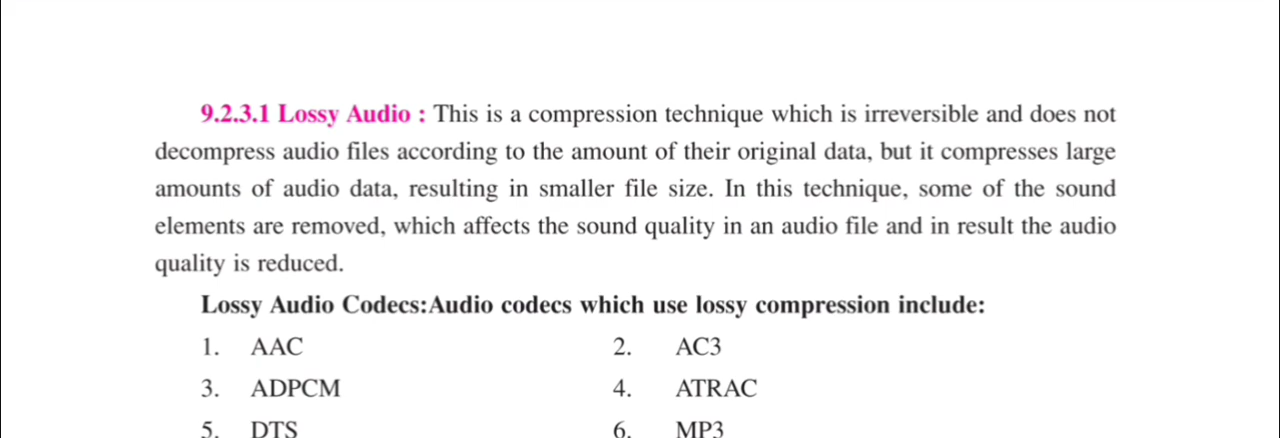 9.2.3.1 Lossy Audio : This is a compression technique which is irreversible and does not
decompress audio files according to the amount of their original data, but it compresses large
amounts of audio data, resulting in smaller file size. In this technique, some of the sound
elements are removed, which affects the sound quality in an audio file and in result the audio
quality is reduced.
Lossy Audio Codecs:Audio codecs which use lossy compression include:
1. AAC 2. AC3
3. ADPCM 4. ATRAC
5. DTS 6. MP3